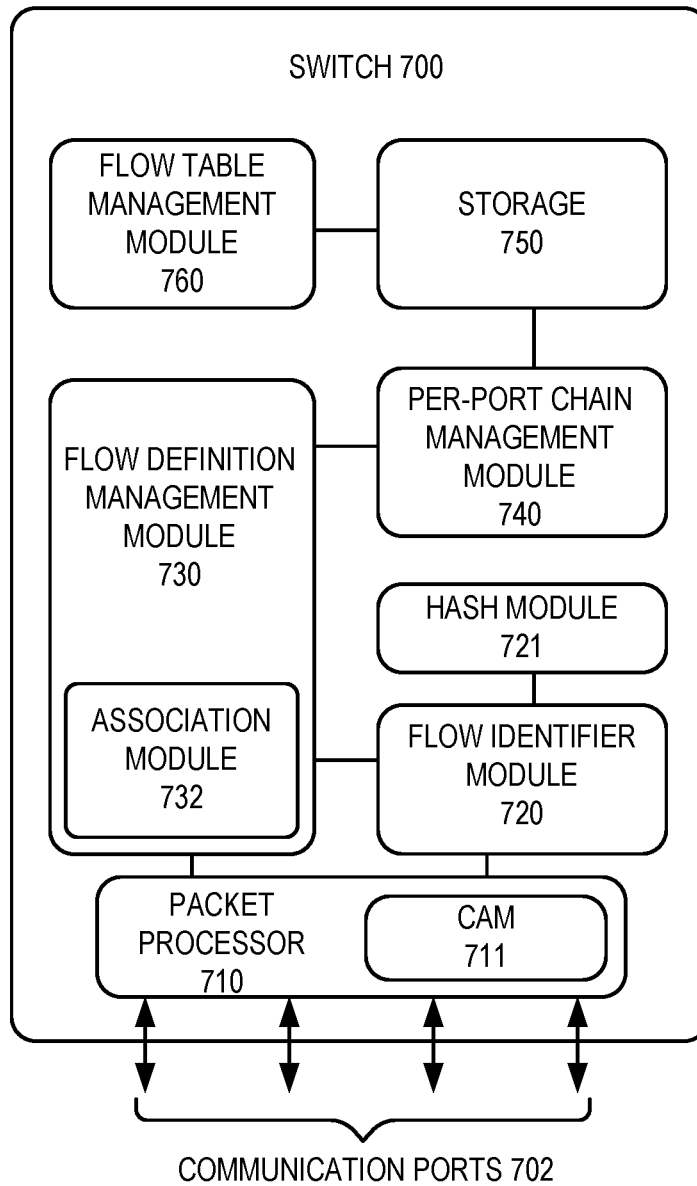 SWITCH 700
FLOW TABLE
MANAGEMENT
MODULE
760
STORAGE
750
FLOW DEFINITION
MANAGEMENT
MODULE
730
PER-PORT CHAIN
MANAGEMENT
MODULE
740
HASH MODULE
721
ASSOCIATION
MODULE
732
FLOW IDENTIFIER
MODULE
720
PACKET
PROCESSOR
710
CAM
711
COMMUNICATION PORTS 702